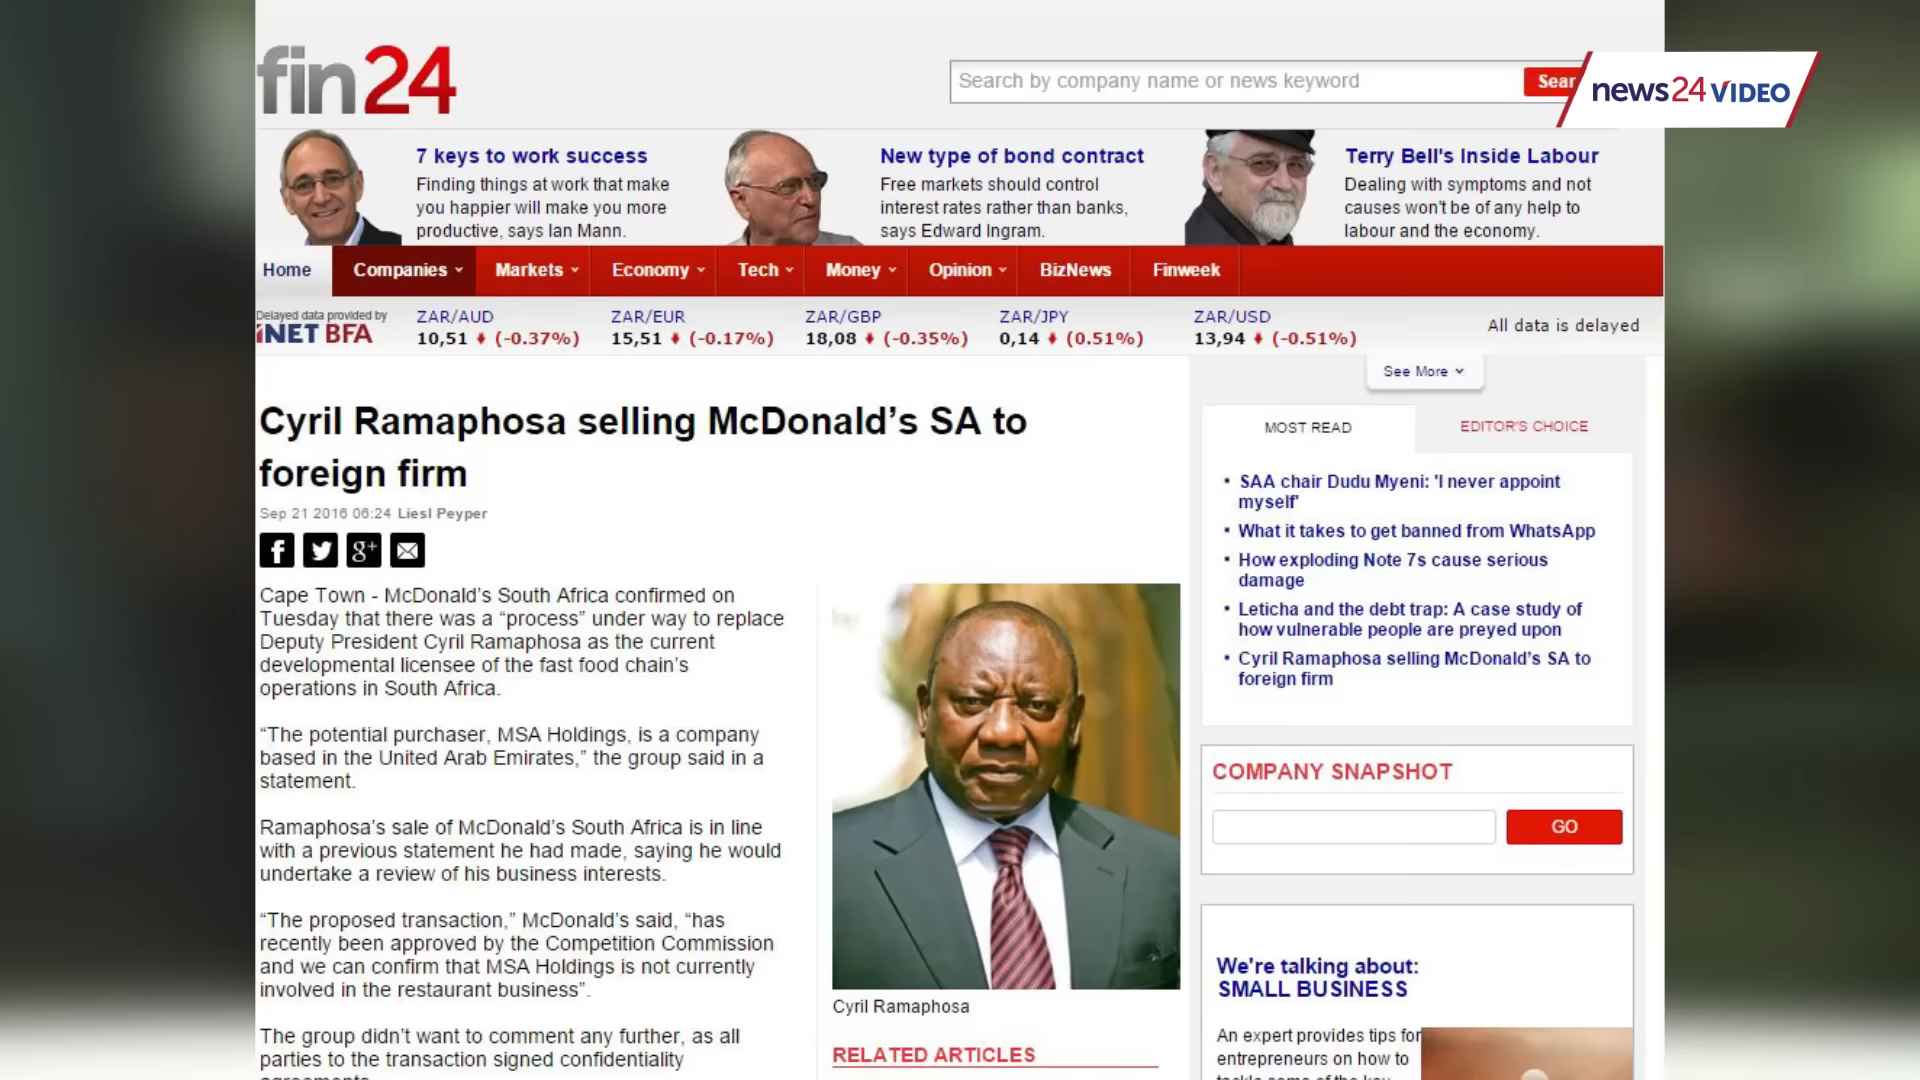 fin24
Search by company name or news keyword
Sear
news24 VIDEO
7 keys to work success
Finding things at work that make
you happier will make you more
productive, says Ian Mann.
New type of bond contract
Free markets should control
interest rates rather than banks,
says Edward Ingram.
Terry Bell's Inside Labour
Dealing with symptoms and not
causes won't be of any help to
labour and the economy.
Home Companies Markets Economy Tech Money Opinion BizNews Finweek
Delayed data provided by
iNET BFA
ZAR/AUD
10,51 (-0.37%)
ZAR/EUR
15,51 (-0.17%)
ZAR/GBP
18,08 (-0.35%)
ZAR/JPY
0,14 (0.51%)
ZAR/USD
13,94 (-0.51%)
All data is delayed
See More
Cyril Ramaphosa selling McDonald’s SA to
foreign firm
Sep 21 2016 06:24 Liesl Peyper
Cape Town - McDonald’s South Africa confirmed on
Tuesday that there was a “process” under way to replace
Deputy President Cyril Ramaphosa as the current
developmental licensee of the fast food chain’s
operations in South Africa.
“The potential purchaser, MSA Holdings, is a company
based in the United Arab Emirates,” the group said in a
statement.
Ramaphosa’s sale of McDonald’s South Africa is in line
with a previous statement he had made, saying he would
undertake a review of his business interests.
“The proposed transaction,” McDonald’s said, “has
recently been approved by the Competition Commission
and we can confirm that MSA Holdings is not currently
involved in the restaurant business”.
The group didn’t want to comment any further, as all
parties to the transaction signed confidentiality
Cyril Ramaphosa
RELATED ARTICLES
MOST READ
EDITOR'S CHOICE
SAA chair Dudu Myeni: 'I never appoint
myself'
What it takes to get banned from WhatsApp
How exploding Note 7s cause serious
damage
Leticha and the debt trap: A case study of
how vulnerable people are preyed upon
Cyril Ramaphosa selling McDonald’s SA to
foreign firm
COMPANY SNAPSHOT
GO
We're talking about:
SMALL BUSINESS
An expert provides tips for
entrepreneurs on how to